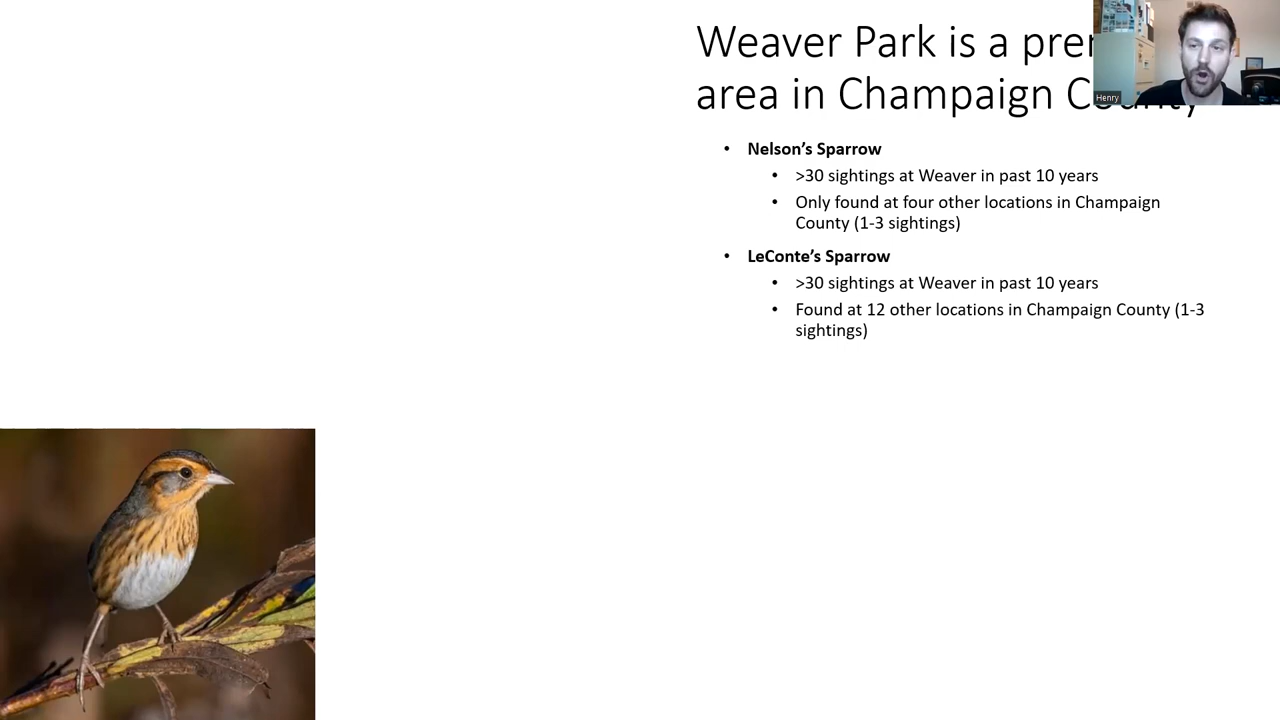 Weaver Park is a
area in Champaign
Henry
• Nelson’s Sparrow
• >30 sightings at Weaver in past 10 years
• Only found at four other locations in Champaign
County (1-3 sightings)
• LeConte’s Sparrow
• >30 sightings at Weaver in past 10 years
• Found at 12 other locations in Champaign County (1-3
sightings)